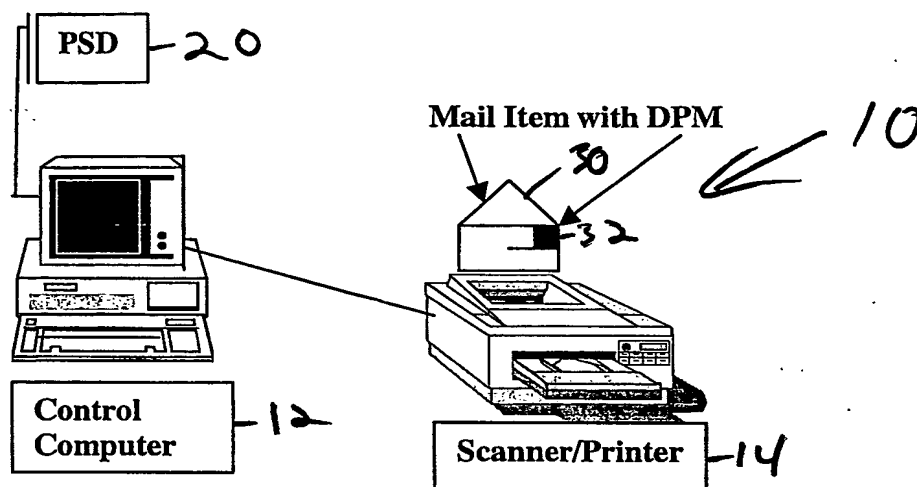 PSD
20
Mail Item with DPM
10
30
32
Control
Computer
12
Scanner/Printer
14